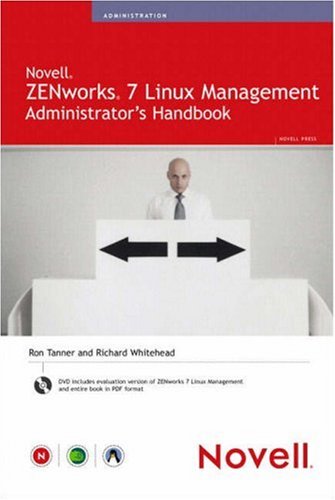 ADMINISTRATION
Novell®
ZENworks® 7 Linux Management
Administrator's Handbook
NOVELL PRESS
Ron Tanner and Richard Whitehead
DVD includes evaluation version of ZENworks 7 Linux Management
and entire book in PDF format
N
Novell®